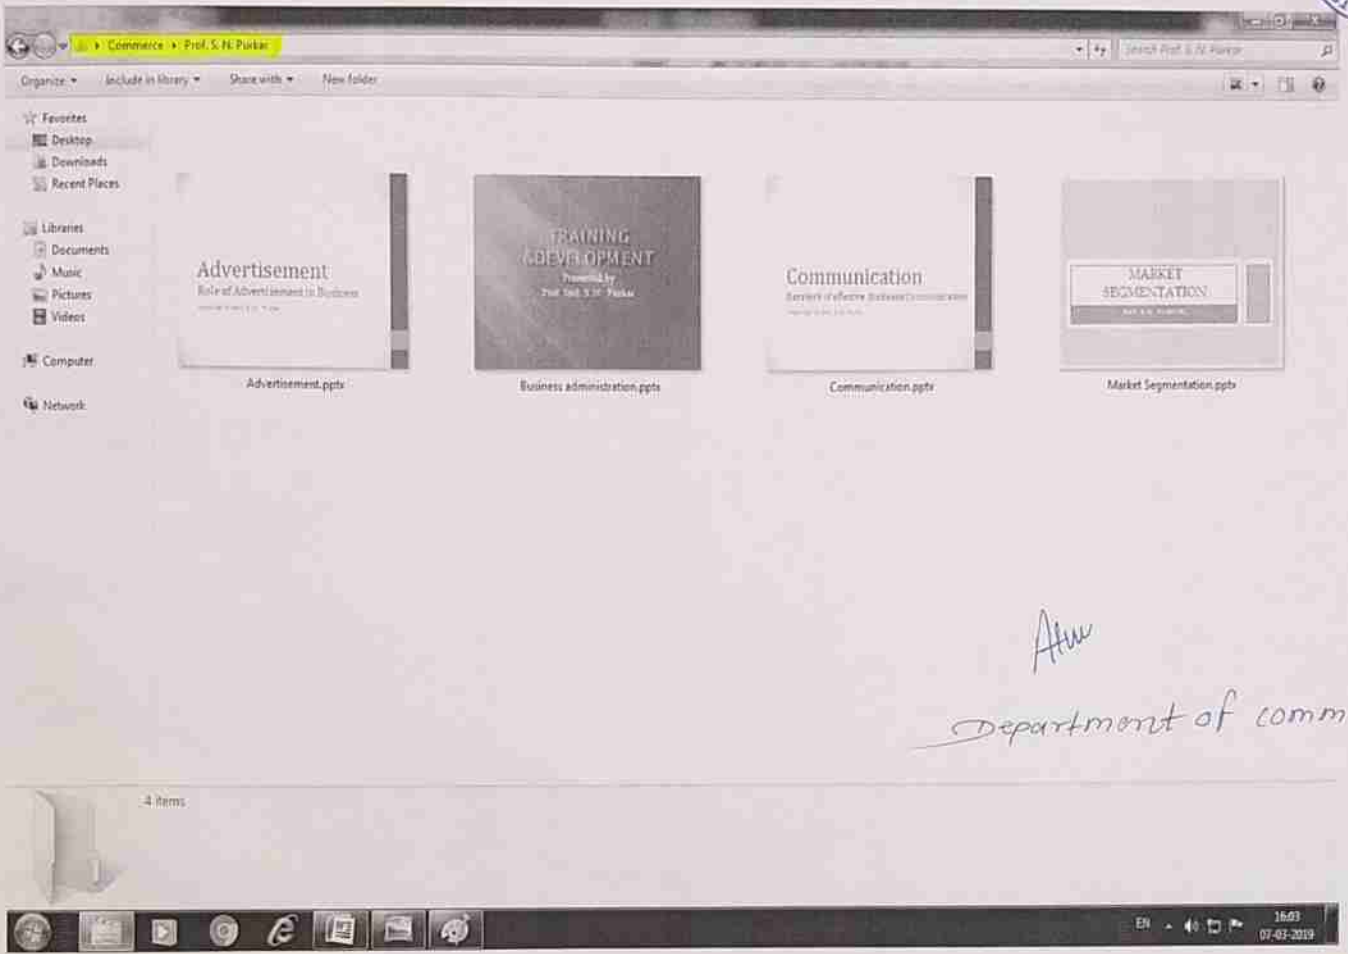 Commerce Prof. S. N. Purkar
Search Prof. S. N. Purkar
Organize Include in library Share with New folder
Favorites
Desktop
Downloads
Recent Places
Libraries
Documents
Music
Pictures
Videos
Computer
Network
Advertisement
Role of Advertisement in Business
Advertisement.pptx
TRAINING
&DEVELOPMENT
Presented by
Business administration.pptx
Communication
Communication.pptx
MARKET
SEGMENTATION
Market Segmentation.pptx
Department of comm
4 items
EN
16:03
07-03-2019